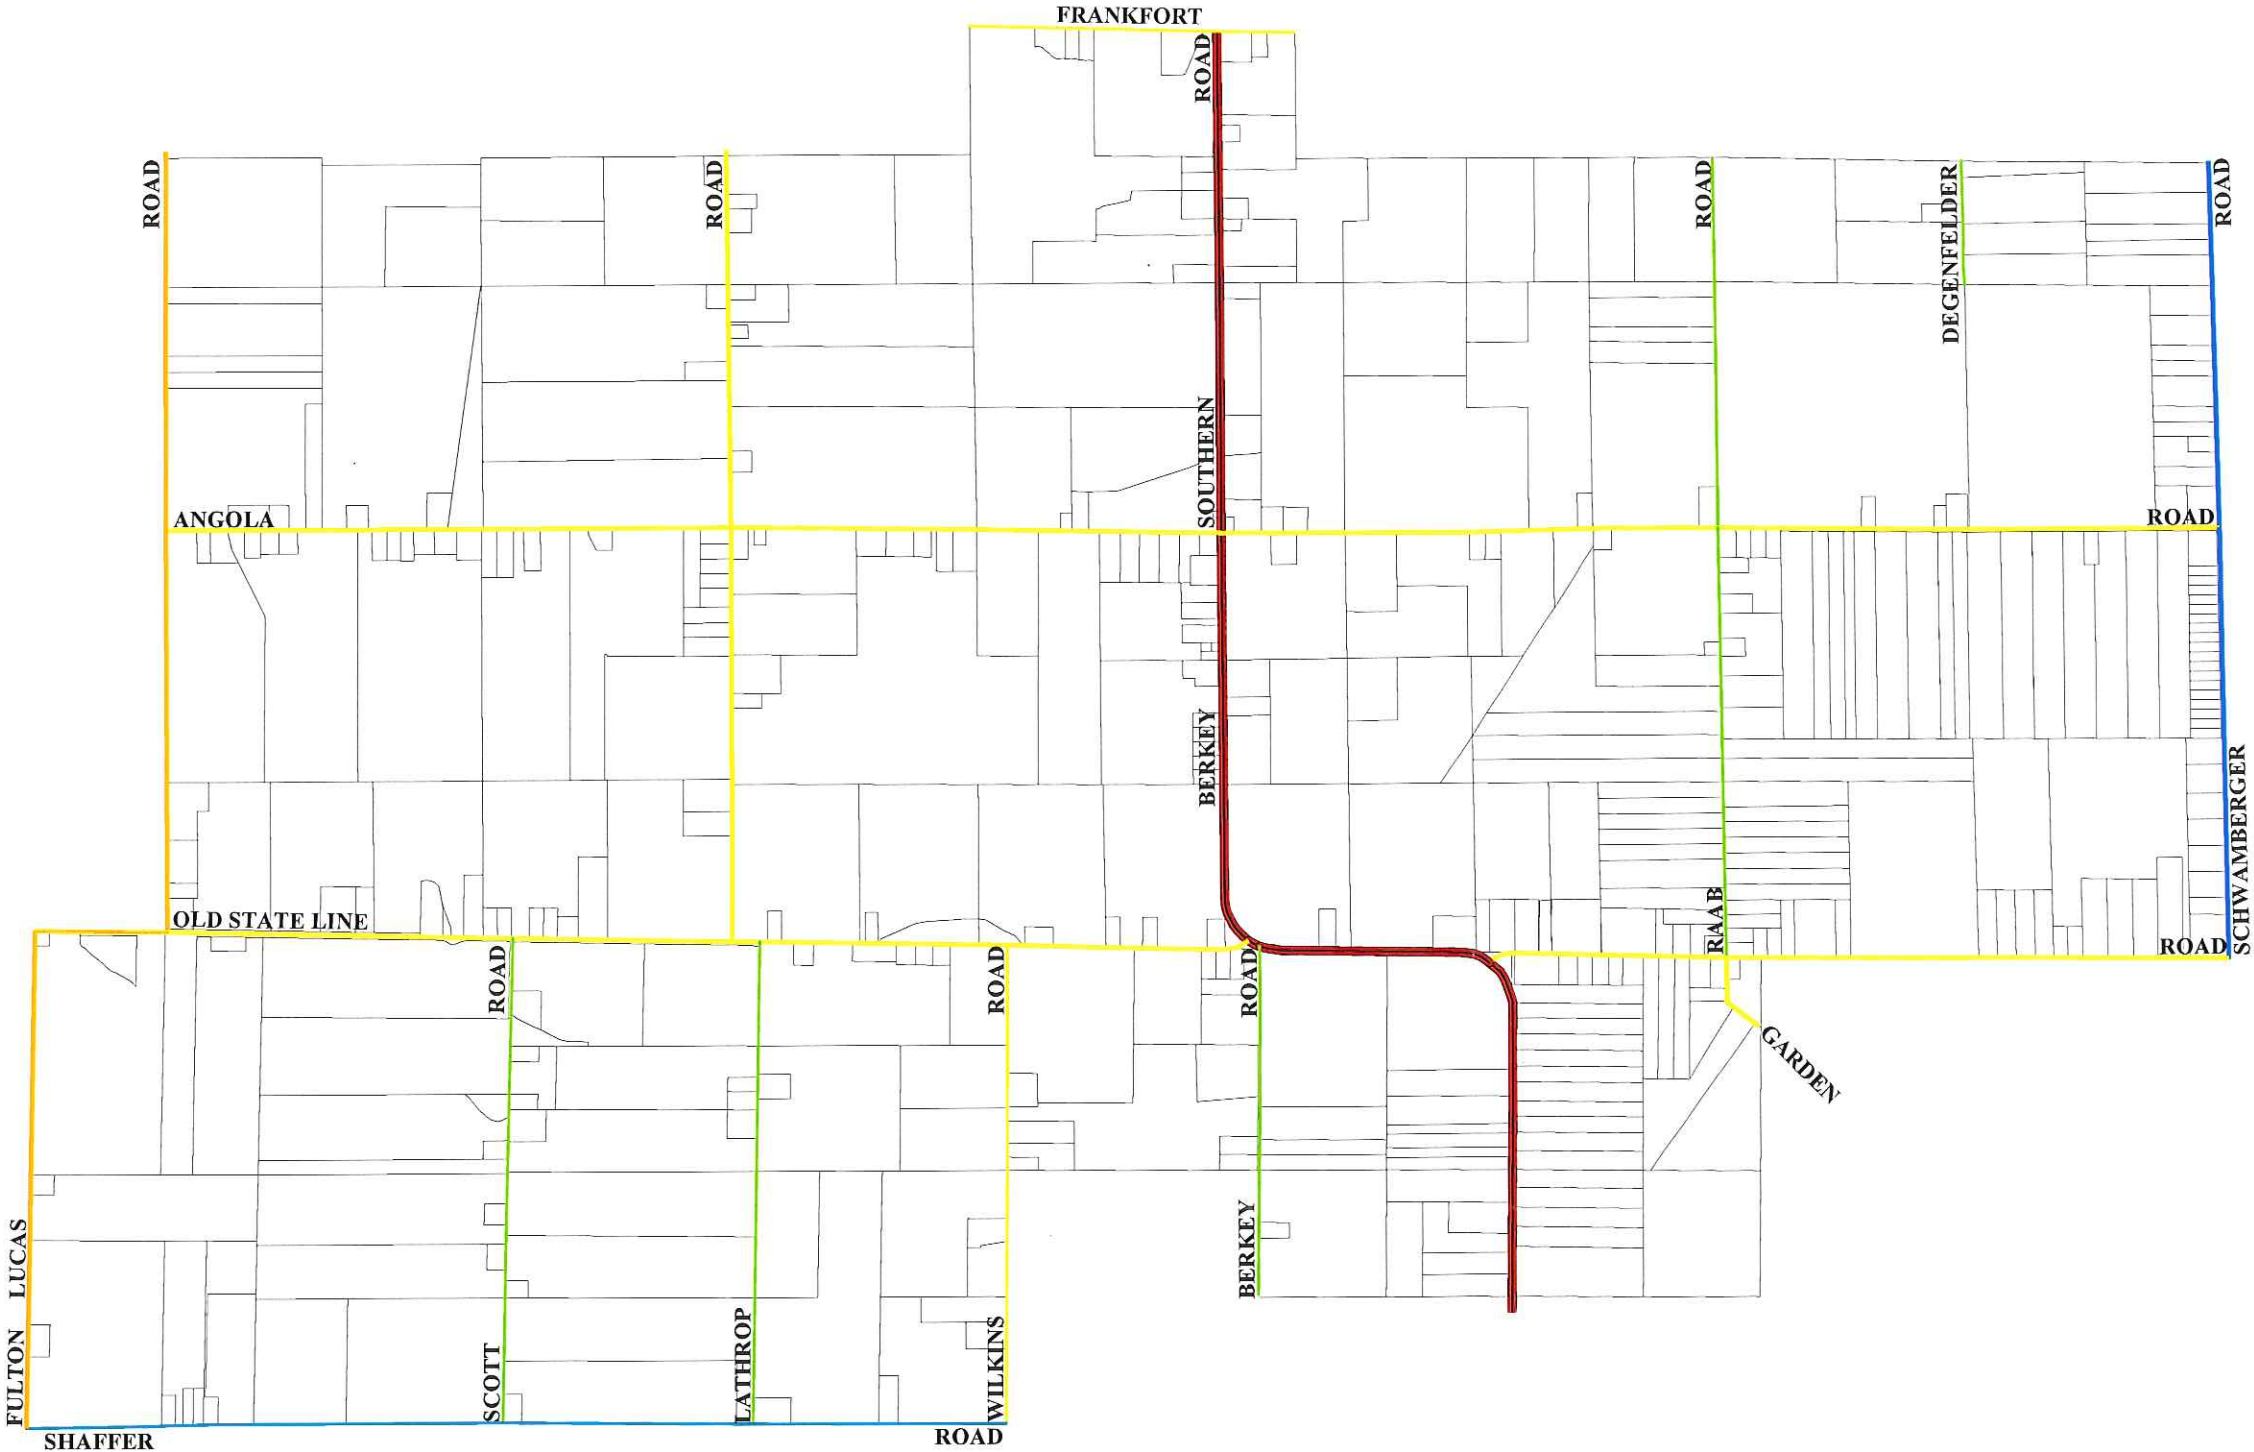 FRANKFORT
ROAD
ROAD
ROAD
ROAD
DEGENFELDER
ROAD
SOUTHERN
ANGOLA
ROAD
BERKEY
SCHWAMBERGER
RAAB
OLD STATE LINE
ROAD
ROAD
ROAD
ROAD
GARDEN
BERKEY
FULTON LUCAS
SCOTT
LATHROP
WILKINS
SHAFFER
ROAD